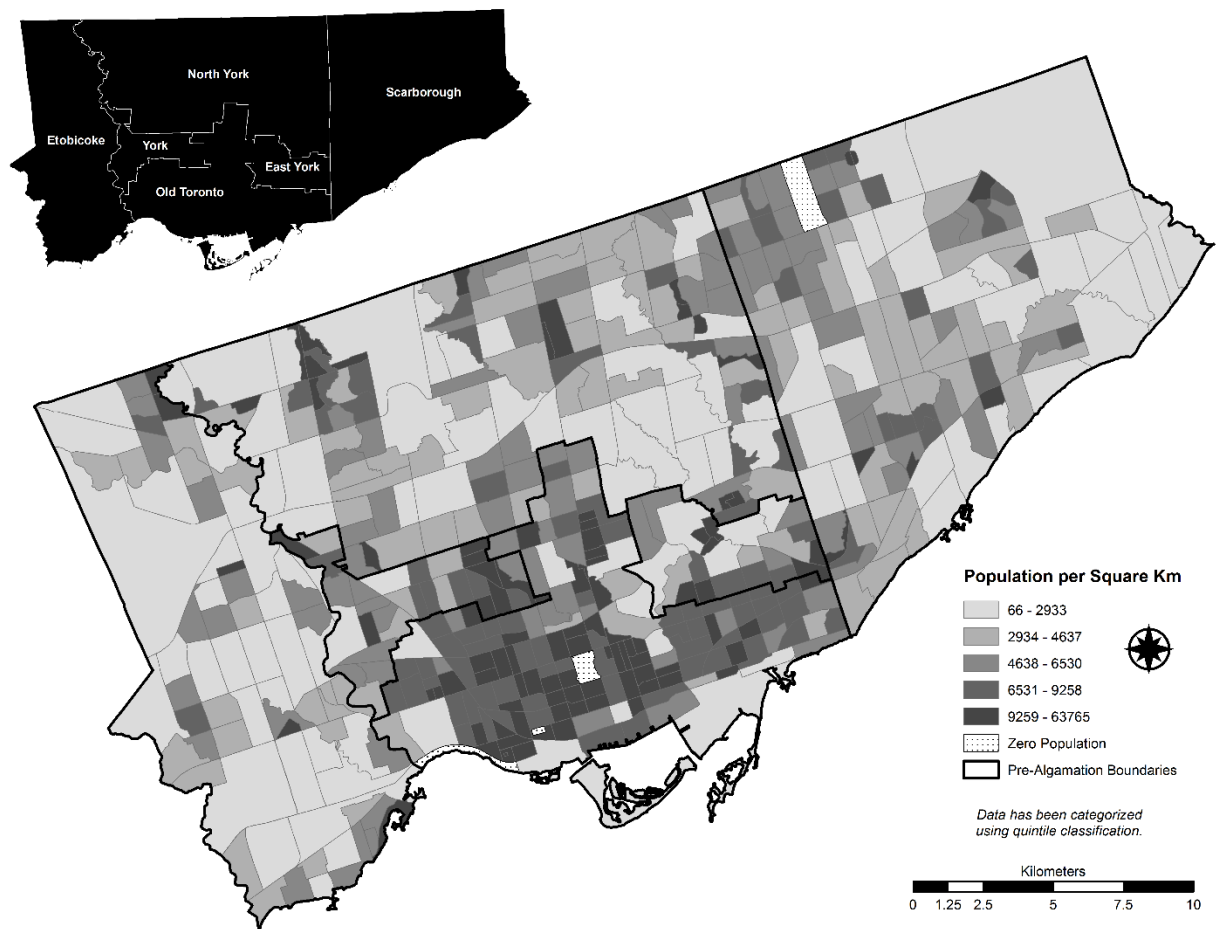 North York
Scarborough
Etobicoke
York
East York
Old Toronto
Population per Square Km
66 - 2933
2934 - 4637
4638 - 6530
6531 - 9258
9259 - 63765
Zero Population
Pre-Algamation Boundaries
Data has been categorized
using quintile classification.
Kilometers
0 1.25 2.5 5 7.5 10